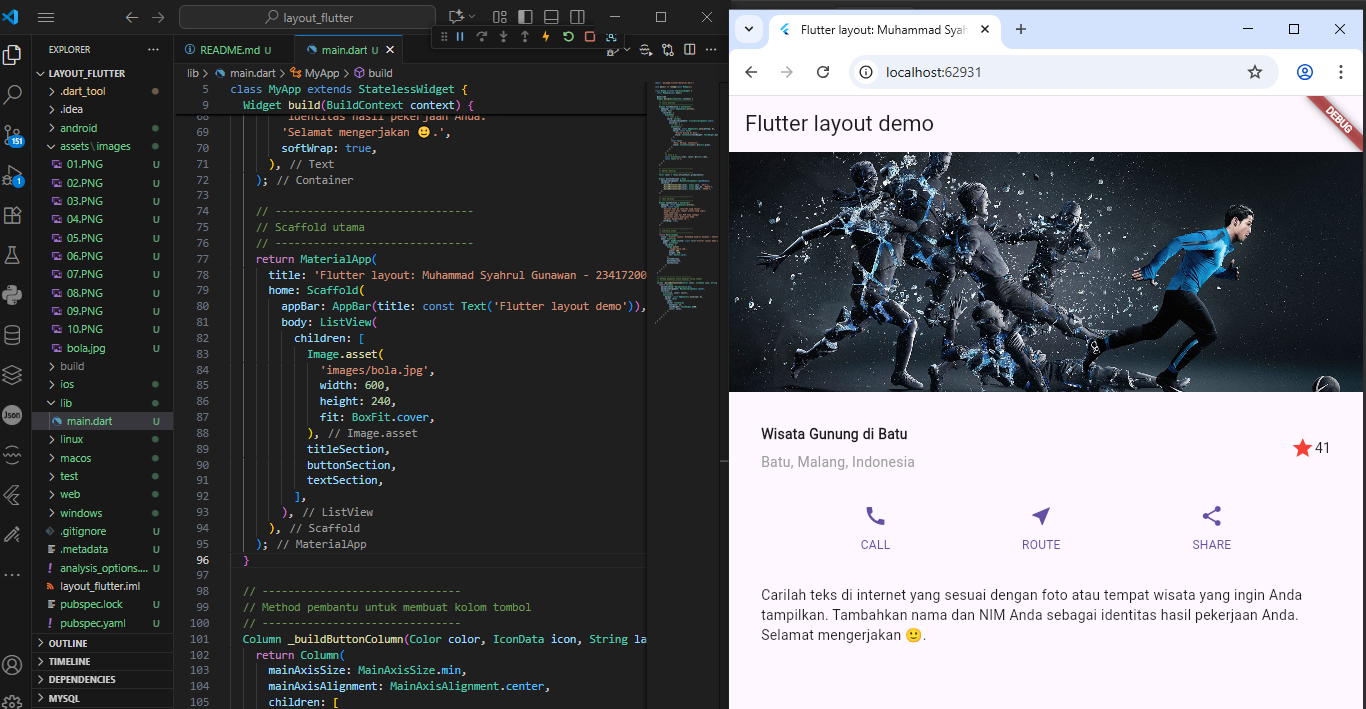 layout_flutter
EXPLORER
LAYOUT_FLUTTER
.dart_tool
.idea
android
assets\images
01.PNG U
02.PNG U
03.PNG U
04.PNG U
05.PNG U
06.PNG U
07.PNG U
08.PNG U
09.PNG U
10.PNG U
bola.jpg U
build
ios
lib
main.dart U
linux
macos
test
web
windows
.gitignore U
.metadata U
analysis_options.... U
layout_flutter.iml
pubspec.lock U
pubspec.yaml U
OUTLINE
TIMELINE
DEPENDENCIES
MYSQL
151
1
Json
README.md U
main.dart U
lib > main.dart > MyApp > build
5 class MyApp extends StatelessWidget {
9 Widget build(BuildContext context) {
68 'identitas hasil pekerjaan Anda. '
69 'Selamat mengerjakan 🙂.',
70 softWrap: true,
71 ), // Text
72 ); // Container
73
74 // -------------------------------
75 // Scaffold utama
76 // -------------------------------
77 return MaterialApp(
78 title: 'Flutter layout: Muhammad Syahrul Gunawan - 23417200
79 home: Scaffold(
80 appBar: AppBar(title: const Text('Flutter layout demo')),
81 body: ListView(
82 children: [
83 Image.asset(
84 'images/bola.jpg',
85 width: 600,
86 height: 240,
87 fit: BoxFit.cover,
88 ), // Image.asset
89 titleSection,
90 buttonSection,
91 textSection,
92 ],
93 ), // ListView
94 ), // Scaffold
95 ); // MaterialApp
96 }
97
98 // -------------------------------
99 // Method pembantu untuk membuat kolom tombol
100 // -------------------------------
101 Column _buildButtonColumn(Color color, IconData icon, String la
102 return Column(
103 mainAxisSize: MainAxisSize.min,
104 mainAxisAlignment: MainAxisAlignment.center,
105 children: [
Flutter layout: Muhammad Syah
localhost:62931
Flutter layout demo
DEBUG
Wisata Gunung di Batu
Batu, Malang, Indonesia
41
CALL
ROUTE
SHARE
Carilah teks di internet yang sesuai dengan foto atau tempat wisata yang ingin Anda
tampilkan. Tambahkan nama dan NIM Anda sebagai identitas hasil pekerjaan Anda.
Selamat mengerjakan 🙂.